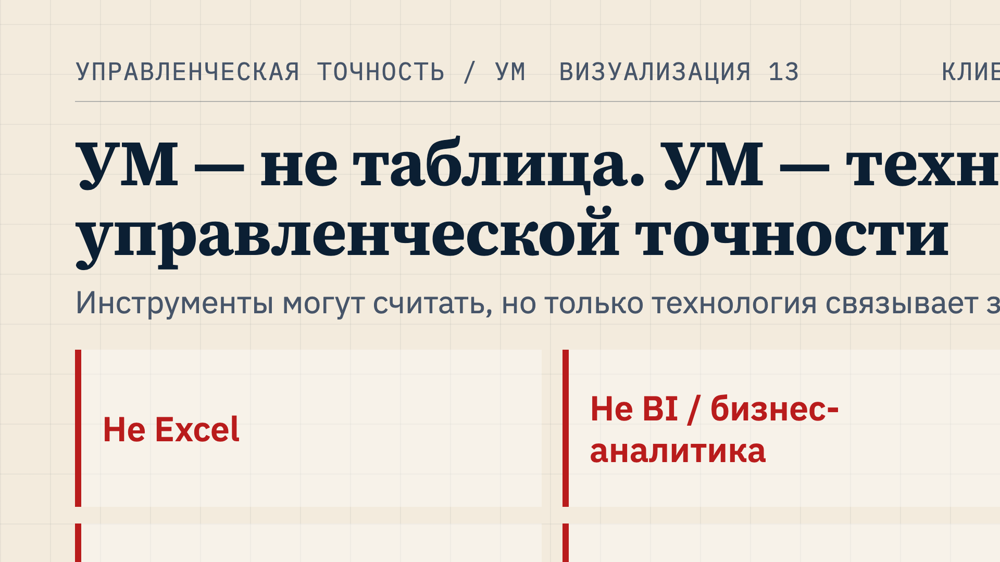 УПРАВЛЕНЧЕСКАЯ ТОЧНОСТЬ / УМ ВИЗУАЛИЗАЦИЯ 13
УМ — не таблица. УМ —
управленческой точности
Инструменты могут считать, но только технология связывает
Не Excel
Не BI / бизнес-
аналитика